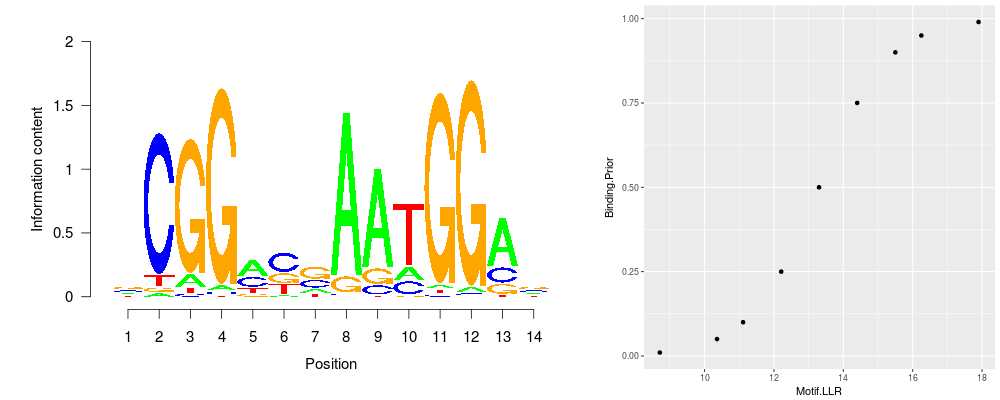 2
1.5
1
0.5
0
Information content
1 2 3 4 5 6 7 8 9 10 11 12 13 14
Position
C G G A C G A A T G G A
1.00
0.75
0.50
0.25
0.00
Binding.Prior
10 12 14 16 18
Motif.LLR